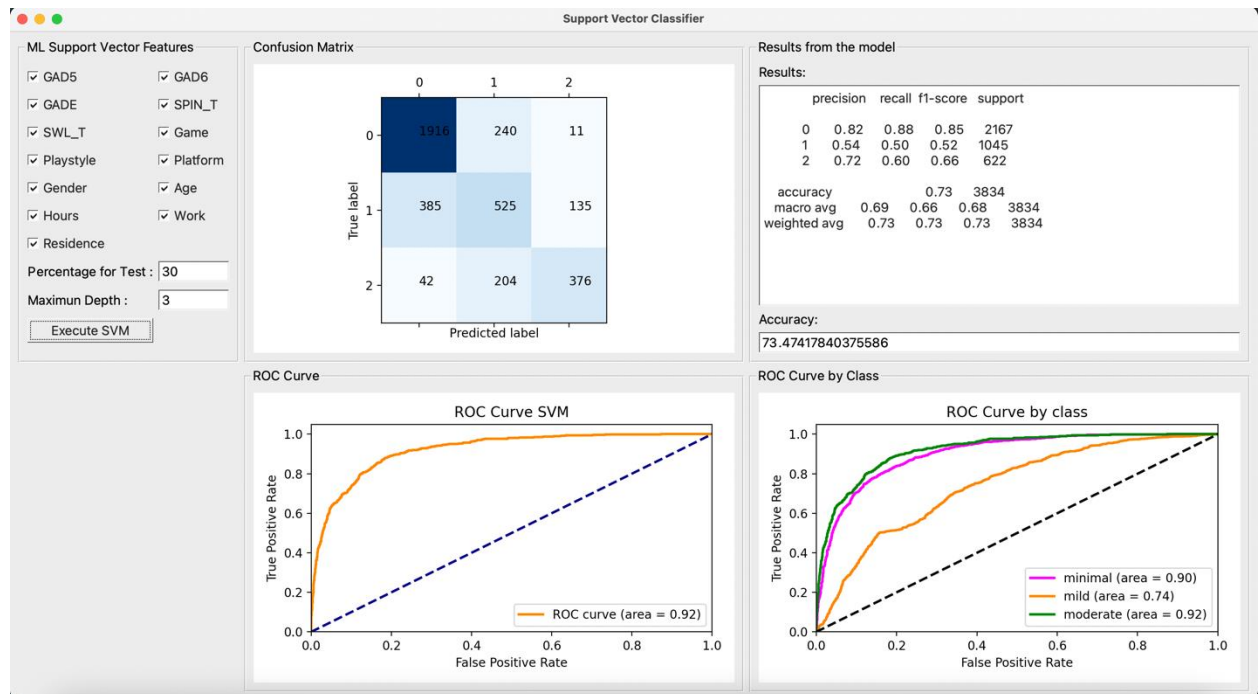 Support Vector Classifier
ML Support Vector Features
GAD5 GAD6
GADE SPIN_T
SWL_T Game
Playstyle Platform
Gender Age
Hours Work
Residence
Percentage for Test : 30
Maximun Depth : 3
Execute SVM
Confusion Matrix
0 1 2
0 1916 240 11
1 385 525 135
2 42 204 376
True label
Predicted label
Results from the model
Results:
precision recall f1-score support
0 0.82 0.88 0.85 2167
1 0.54 0.50 0.52 1045
2 0.72 0.60 0.66 622
accuracy 0.73 3834
macro avg 0.69 0.66 0.68 3834
weighted avg 0.73 0.73 0.73 3834
Accuracy:
73.47417840375586
ROC Curve
ROC Curve SVM
1.0
0.8
0.6
0.4
0.2
0.0
True Positive Rate
ROC curve (area = 0.92)
0.0 0.2 0.4 0.6 0.8 1.0
False Positive Rate
ROC Curve by Class
ROC Curve by class
1.0
0.8
0.6
0.4
0.2
0.0
True Positive Rate
minimal (area = 0.90)
mild (area = 0.74)
moderate (area = 0.92)
0.0 0.2 0.4 0.6 0.8 1.0
False Positive Rate